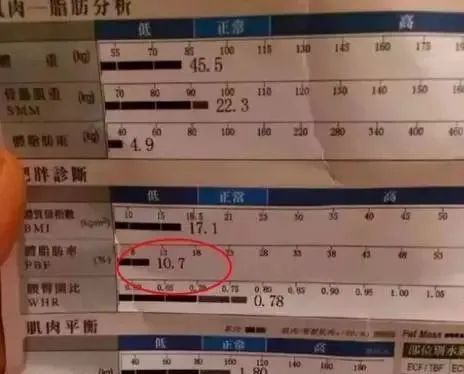 肌肉—脂肪分析
低 正常 高
體重 (kg) 55 70 85 100 115 130 145 160 175 190
45.5
骨骼肌重 (kg) 70 80 90 100 110 120 130 140 150 160
SMM 22.3
體脂肪重 (kg) 40 60 80 100 160 220 280 340 400 460
4.9
肥胖診斷
低 正常 高
身體質量指數 (kg/m²) 10 15 18.5 21 25 30 35 40 45 50
BMI 17.1
體脂肪率 (%) 8 13 18 23 28 33 38 43 48 53
PBF 10.7
腰臀圍比 0.65 0.70 0.75 0.80 0.85 0.90 0.95 1.00 1.05
WHR 0.78
肌肉平衡 Fat Mass
低 正常 高 部位別水
40 60 80 100 120 140 160 180 ECF/TBF ECW
1.80